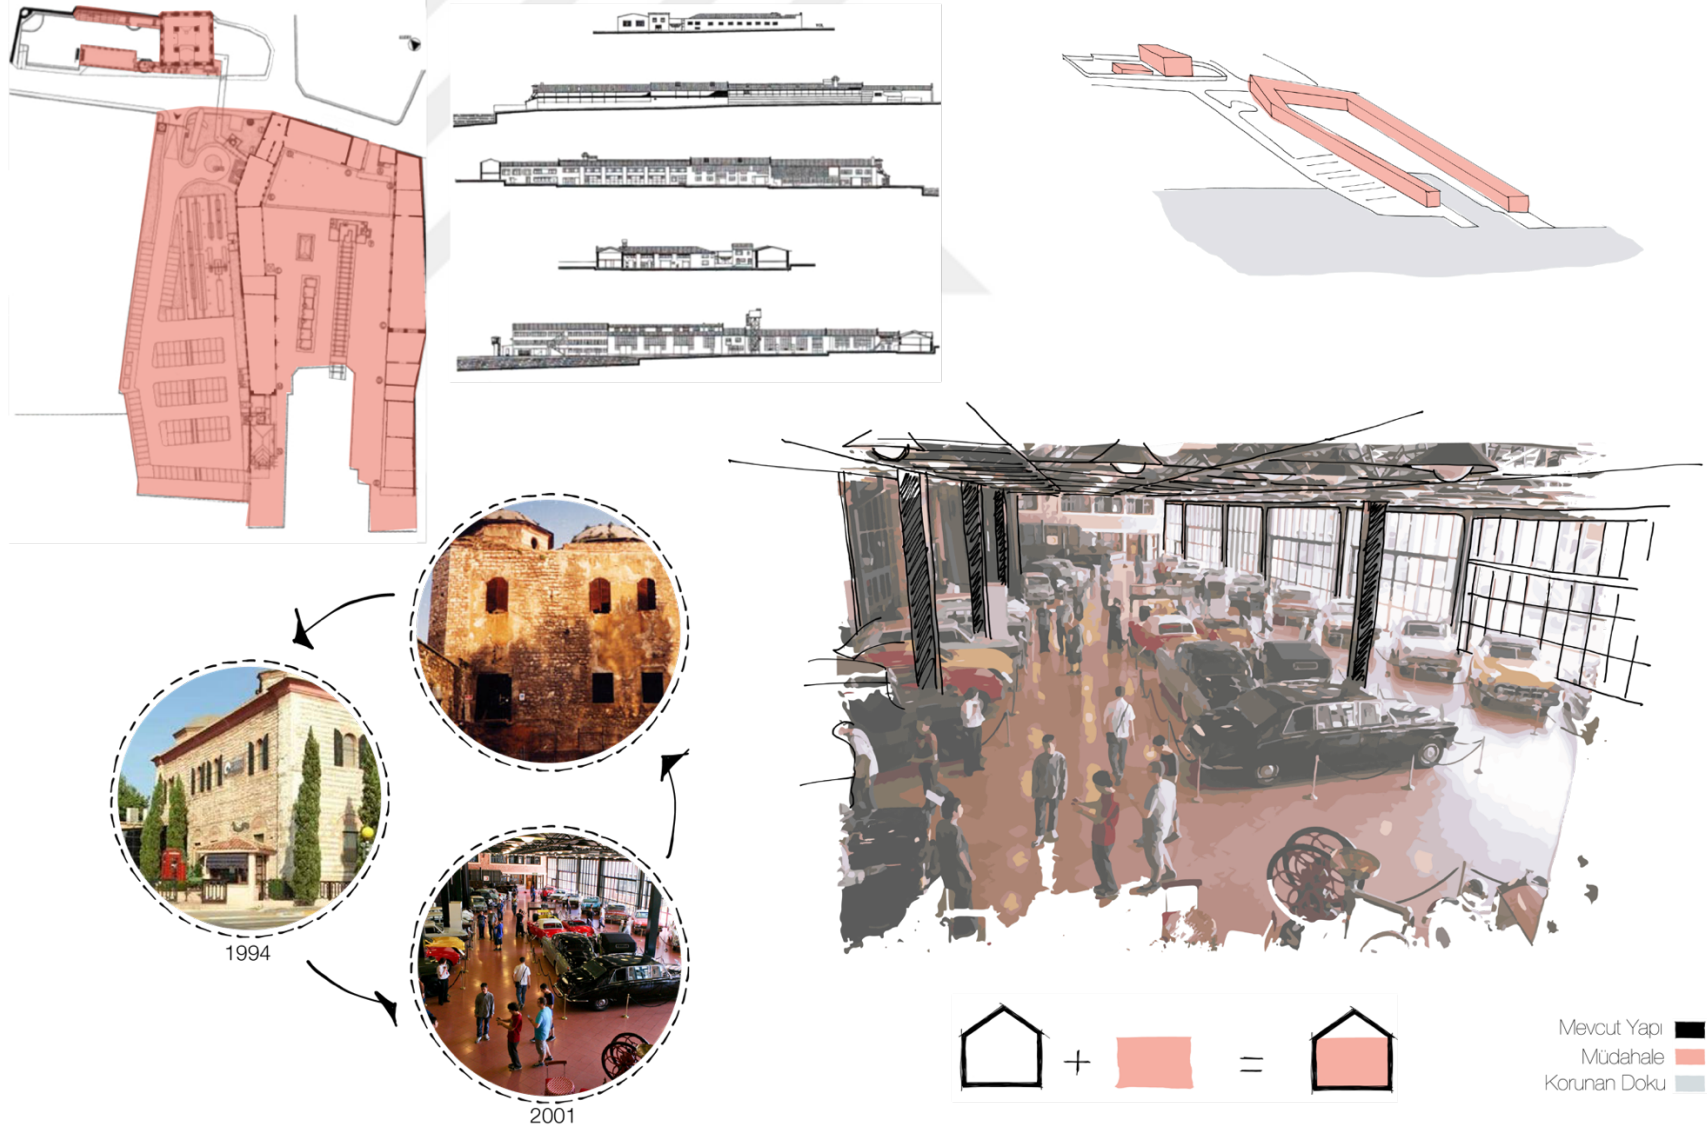 1994
2001
+
=
Mevcut Yapı
Müdahale
Korunan Doku